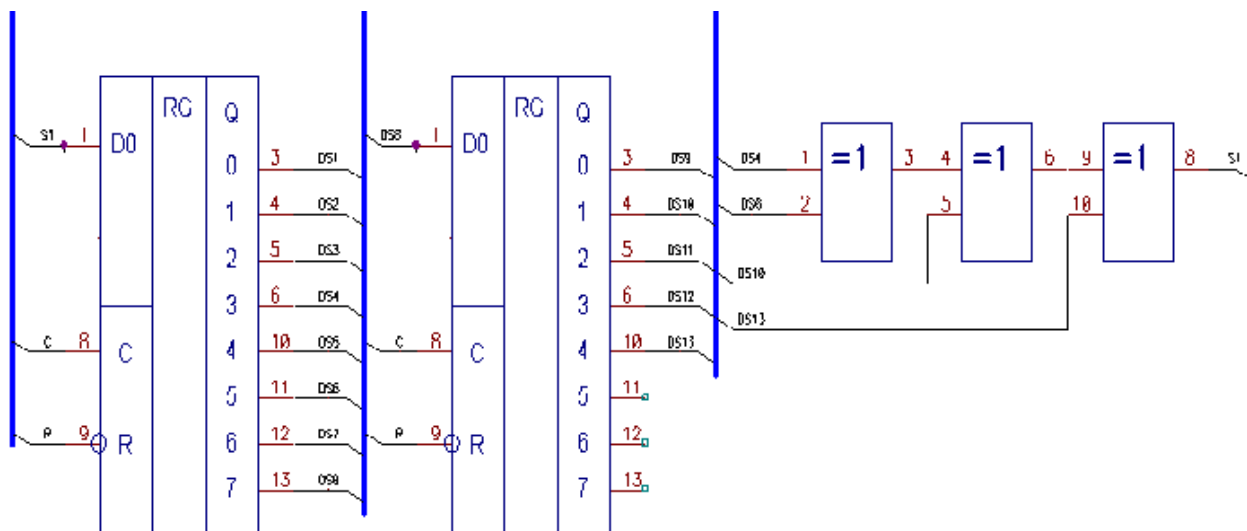 RG Q RG Q
S1 1 D0 DS8 1 D0
0 3 DS1 0 3 DS9 DS4 1 =1 3 4 =1 6 9 =1 8 S1
1 4 DS2 1 4 DS10 DS8 2 5 10
2 5 DS3 2 5 DS11
DS10
3 6 DS4 3 6 DS12
DS13
C 8 C 4 10 DS5 C 8 C 4 10 DS13
5 11 DS6 5 11
R 9 R 6 12 DS7 R 9 R 6 12
7 13 DS8 7 13